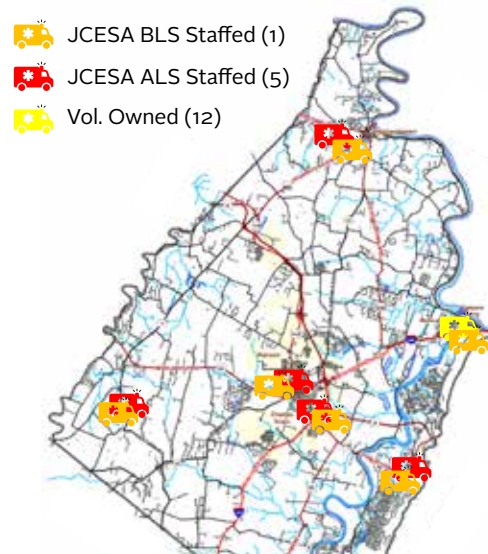 JCESA BLS Staffed (1)
JCESA ALS Staffed (5)
Vol. Owned (12)